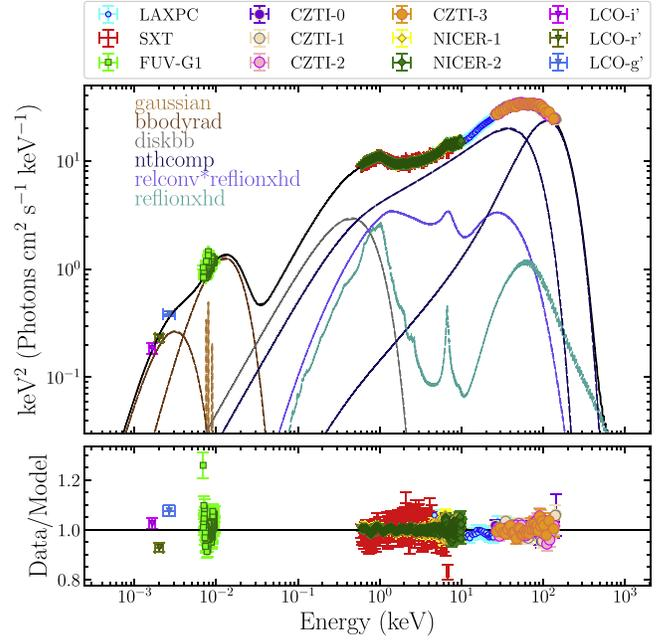 LAXPC CZTI-0 CZTI-3 LCO-i'
SXT CZTI-1 NICER-1 LCO-r'
FUV-G1 CZTI-2 NICER-2 LCO-g'
keV² (Photons cm² s⁻¹ keV⁻¹)
10¹
10⁰
10⁻¹
gaussian
bbodyrad
diskbb
nthcomp
relconv*reflionxhd
reflionxhd
Data/Model
1.2
1.0
0.8
10⁻³ 10⁻² 10⁻¹ 10⁰ 10¹ 10² 10³
Energy (keV)